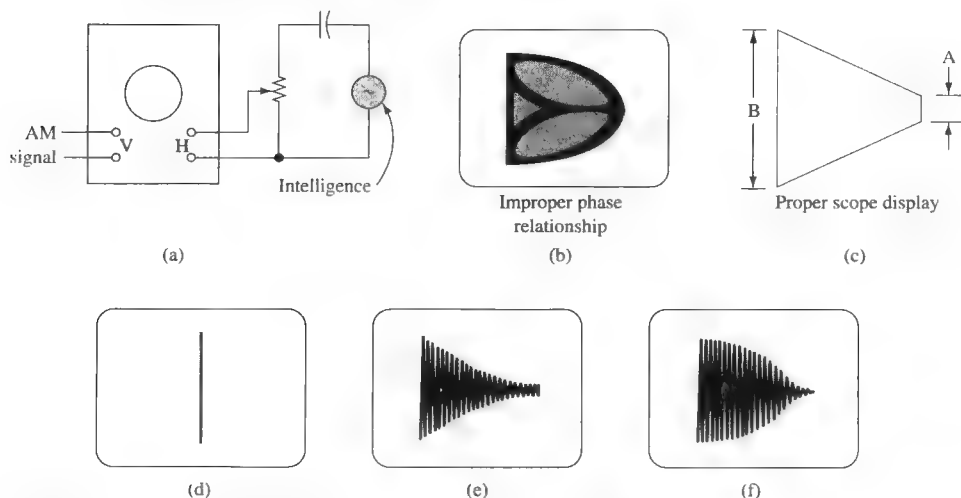 AM
signal
V
H
Intelligence
(a)
Improper phase
relationship
(b)
A
B
Proper scope display
(c)
(d)
(e)
(f)